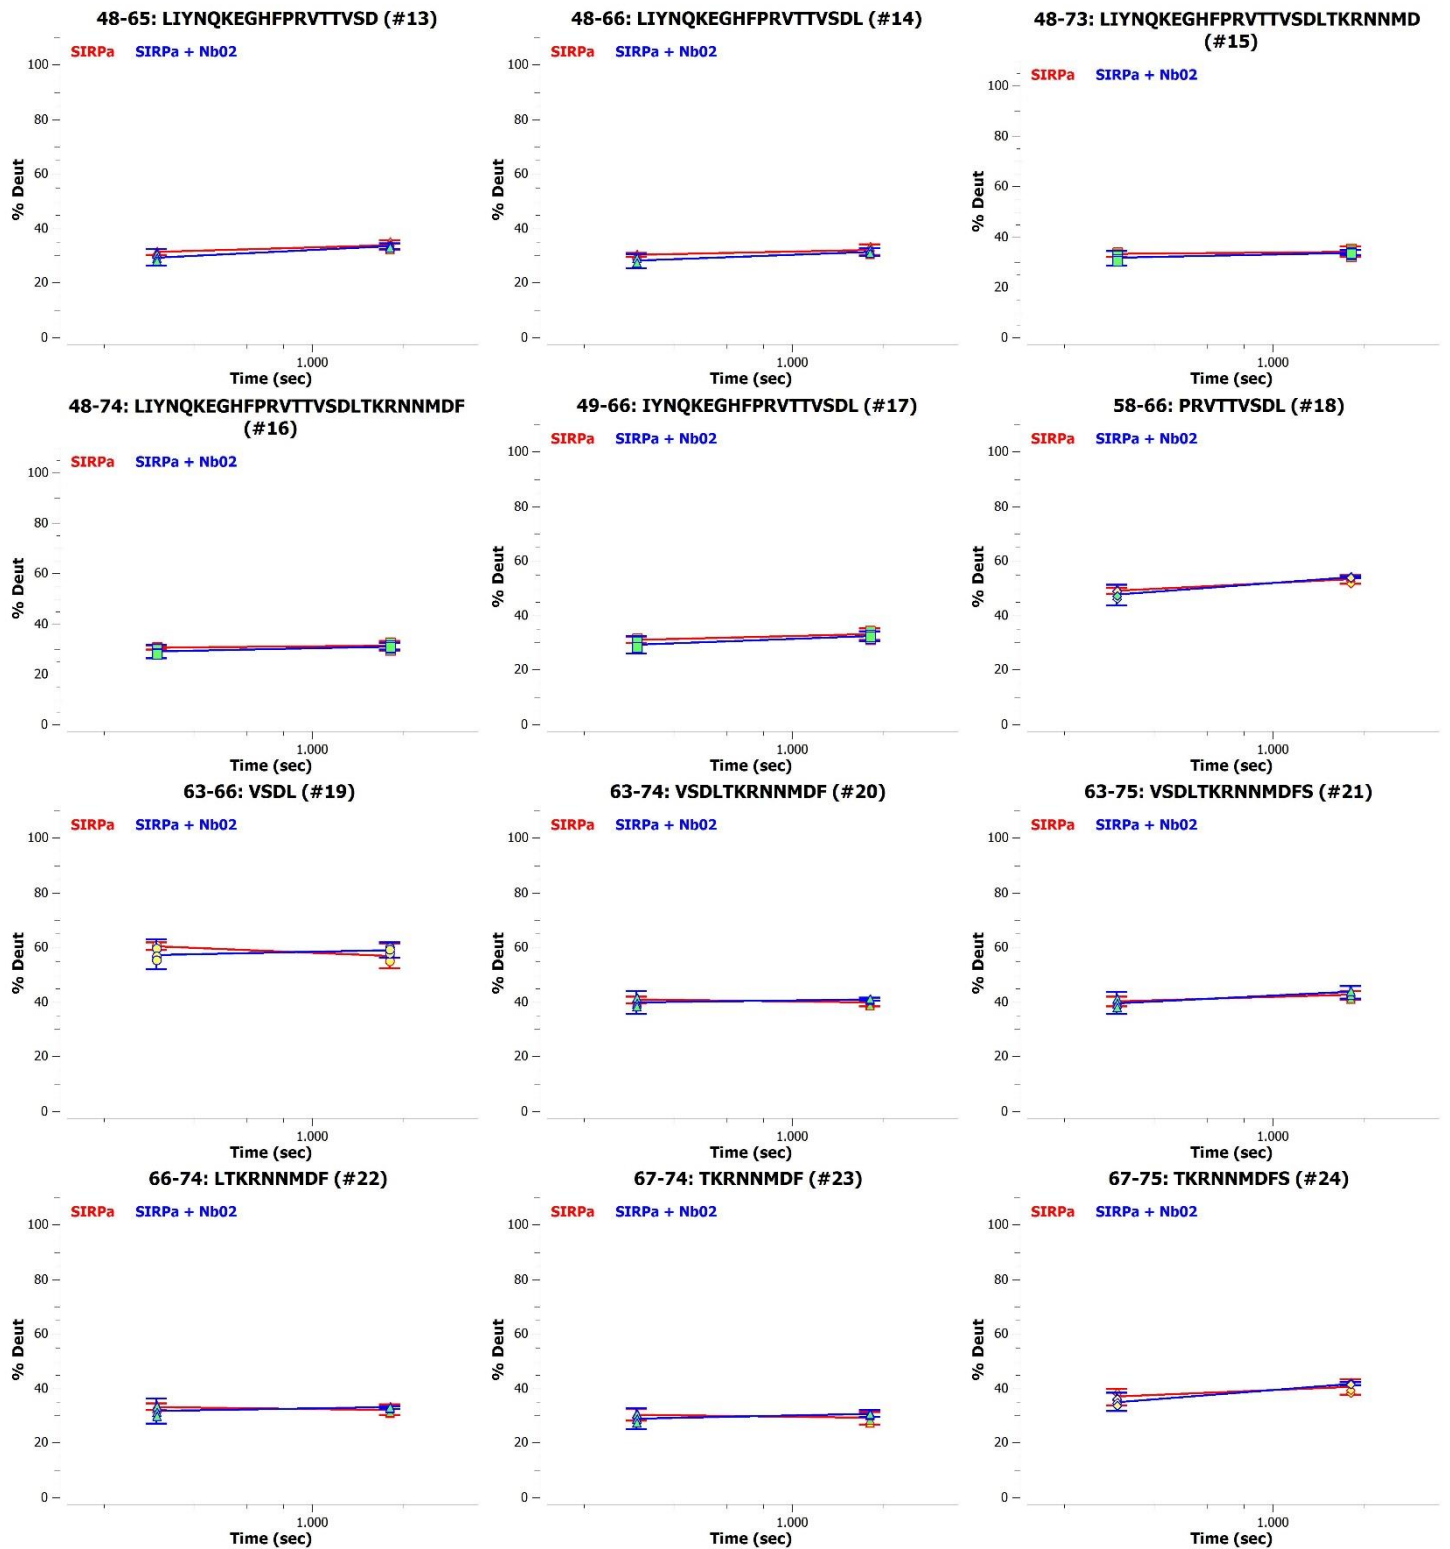 48-65: LIYNQKEGHFPRVTTVSD (#13)
SIRPa SIRPa + Nb02
100
80
60
40
20
0
% Deut
1.000
Time (sec)
48-66: LIYNQKEGHFPRVTTVSDL (#14)
SIRPa SIRPa + Nb02
100
80
60
40
20
0
% Deut
1.000
Time (sec)
48-73: LIYNQKEGHFPRVTTVSDLTKRNNMD
(#15)
SIRPa SIRPa + Nb02
100
80
60
40
20
0
% Deut
1.000
Time (sec)
48-74: LIYNQKEGHFPRVTTVSDLTKRNNMDF
(#16)
SIRPa SIRPa + Nb02
100
80
60
40
20
0
% Deut
1.000
Time (sec)
49-66: IYNQKEGHFPRVTTVSDL (#17)
SIRPa SIRPa + Nb02
100
80
60
40
20
0
% Deut
1.000
Time (sec)
58-66: PRVTTVSDL (#18)
SIRPa SIRPa + Nb02
100
80
60
40
20
0
% Deut
1.000
Time (sec)
63-66: VSDL (#19)
SIRPa SIRPa + Nb02
100
80
60
40
20
0
% Deut
1.000
Time (sec)
63-74: VSDLTKRNNMDF (#20)
SIRPa SIRPa + Nb02
100
80
60
40
20
0
% Deut
1.000
Time (sec)
63-75: VSDLTKRNNMDFS (#21)
SIRPa SIRPa + Nb02
100
80
60
40
20
0
% Deut
1.000
Time (sec)
66-74: LTKRNNMDF (#22)
SIRPa SIRPa + Nb02
100
80
60
40
20
0
% Deut
1.000
Time (sec)
67-74: TKRNNMDF (#23)
SIRPa SIRPa + Nb02
100
80
60
40
20
0
% Deut
1.000
Time (sec)
67-75: TKRNNMDFS (#24)
SIRPa SIRPa + Nb02
100
80
60
40
20
0
% Deut
1.000
Time (sec)